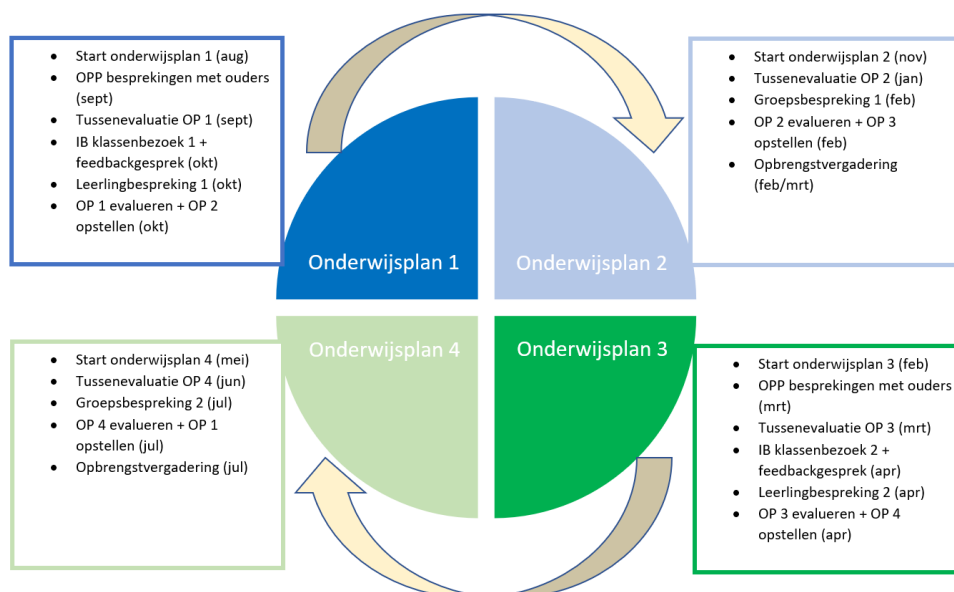 • Start onderwijsplan 1 (aug)
• OPP besprekingen met ouders
(sept)
• Tussenevaluatie OP 1 (sept)
• IB klassenbezoek 1 +
feedbackgesprek (okt)
• Leerlingbespreking 1 (okt)
• OP 1 evalueren + OP 2
opstellen (okt)
• Start onderwijsplan 2 (nov)
• Tussenevaluatie OP 2 (jan)
• Groepsbespreking 1 (feb)
• OP 2 evalueren + OP 3
opstellen (feb)
• Opbrengstvergadering
(feb/mrt)
Onderwijsplan 1
Onderwijsplan 2
Onderwijsplan 4
Onderwijsplan 3
• Start onderwijsplan 4 (mei)
• Tussenevaluatie OP 4 (jun)
• Groepsbespreking 2 (jul)
• OP 4 evalueren + OP 1
opstellen (jul)
• Opbrengstvergadering (jul)
• Start onderwijsplan 3 (feb)
• OPP besprekingen met ouders
(mrt)
• Tussenevaluatie OP 3 (mrt)
• IB klassenbezoek 2 +
feedbackgesprek (apr)
• Leerlingbespreking 2 (apr)
• OP 3 evalueren + OP 4
opstellen (apr)